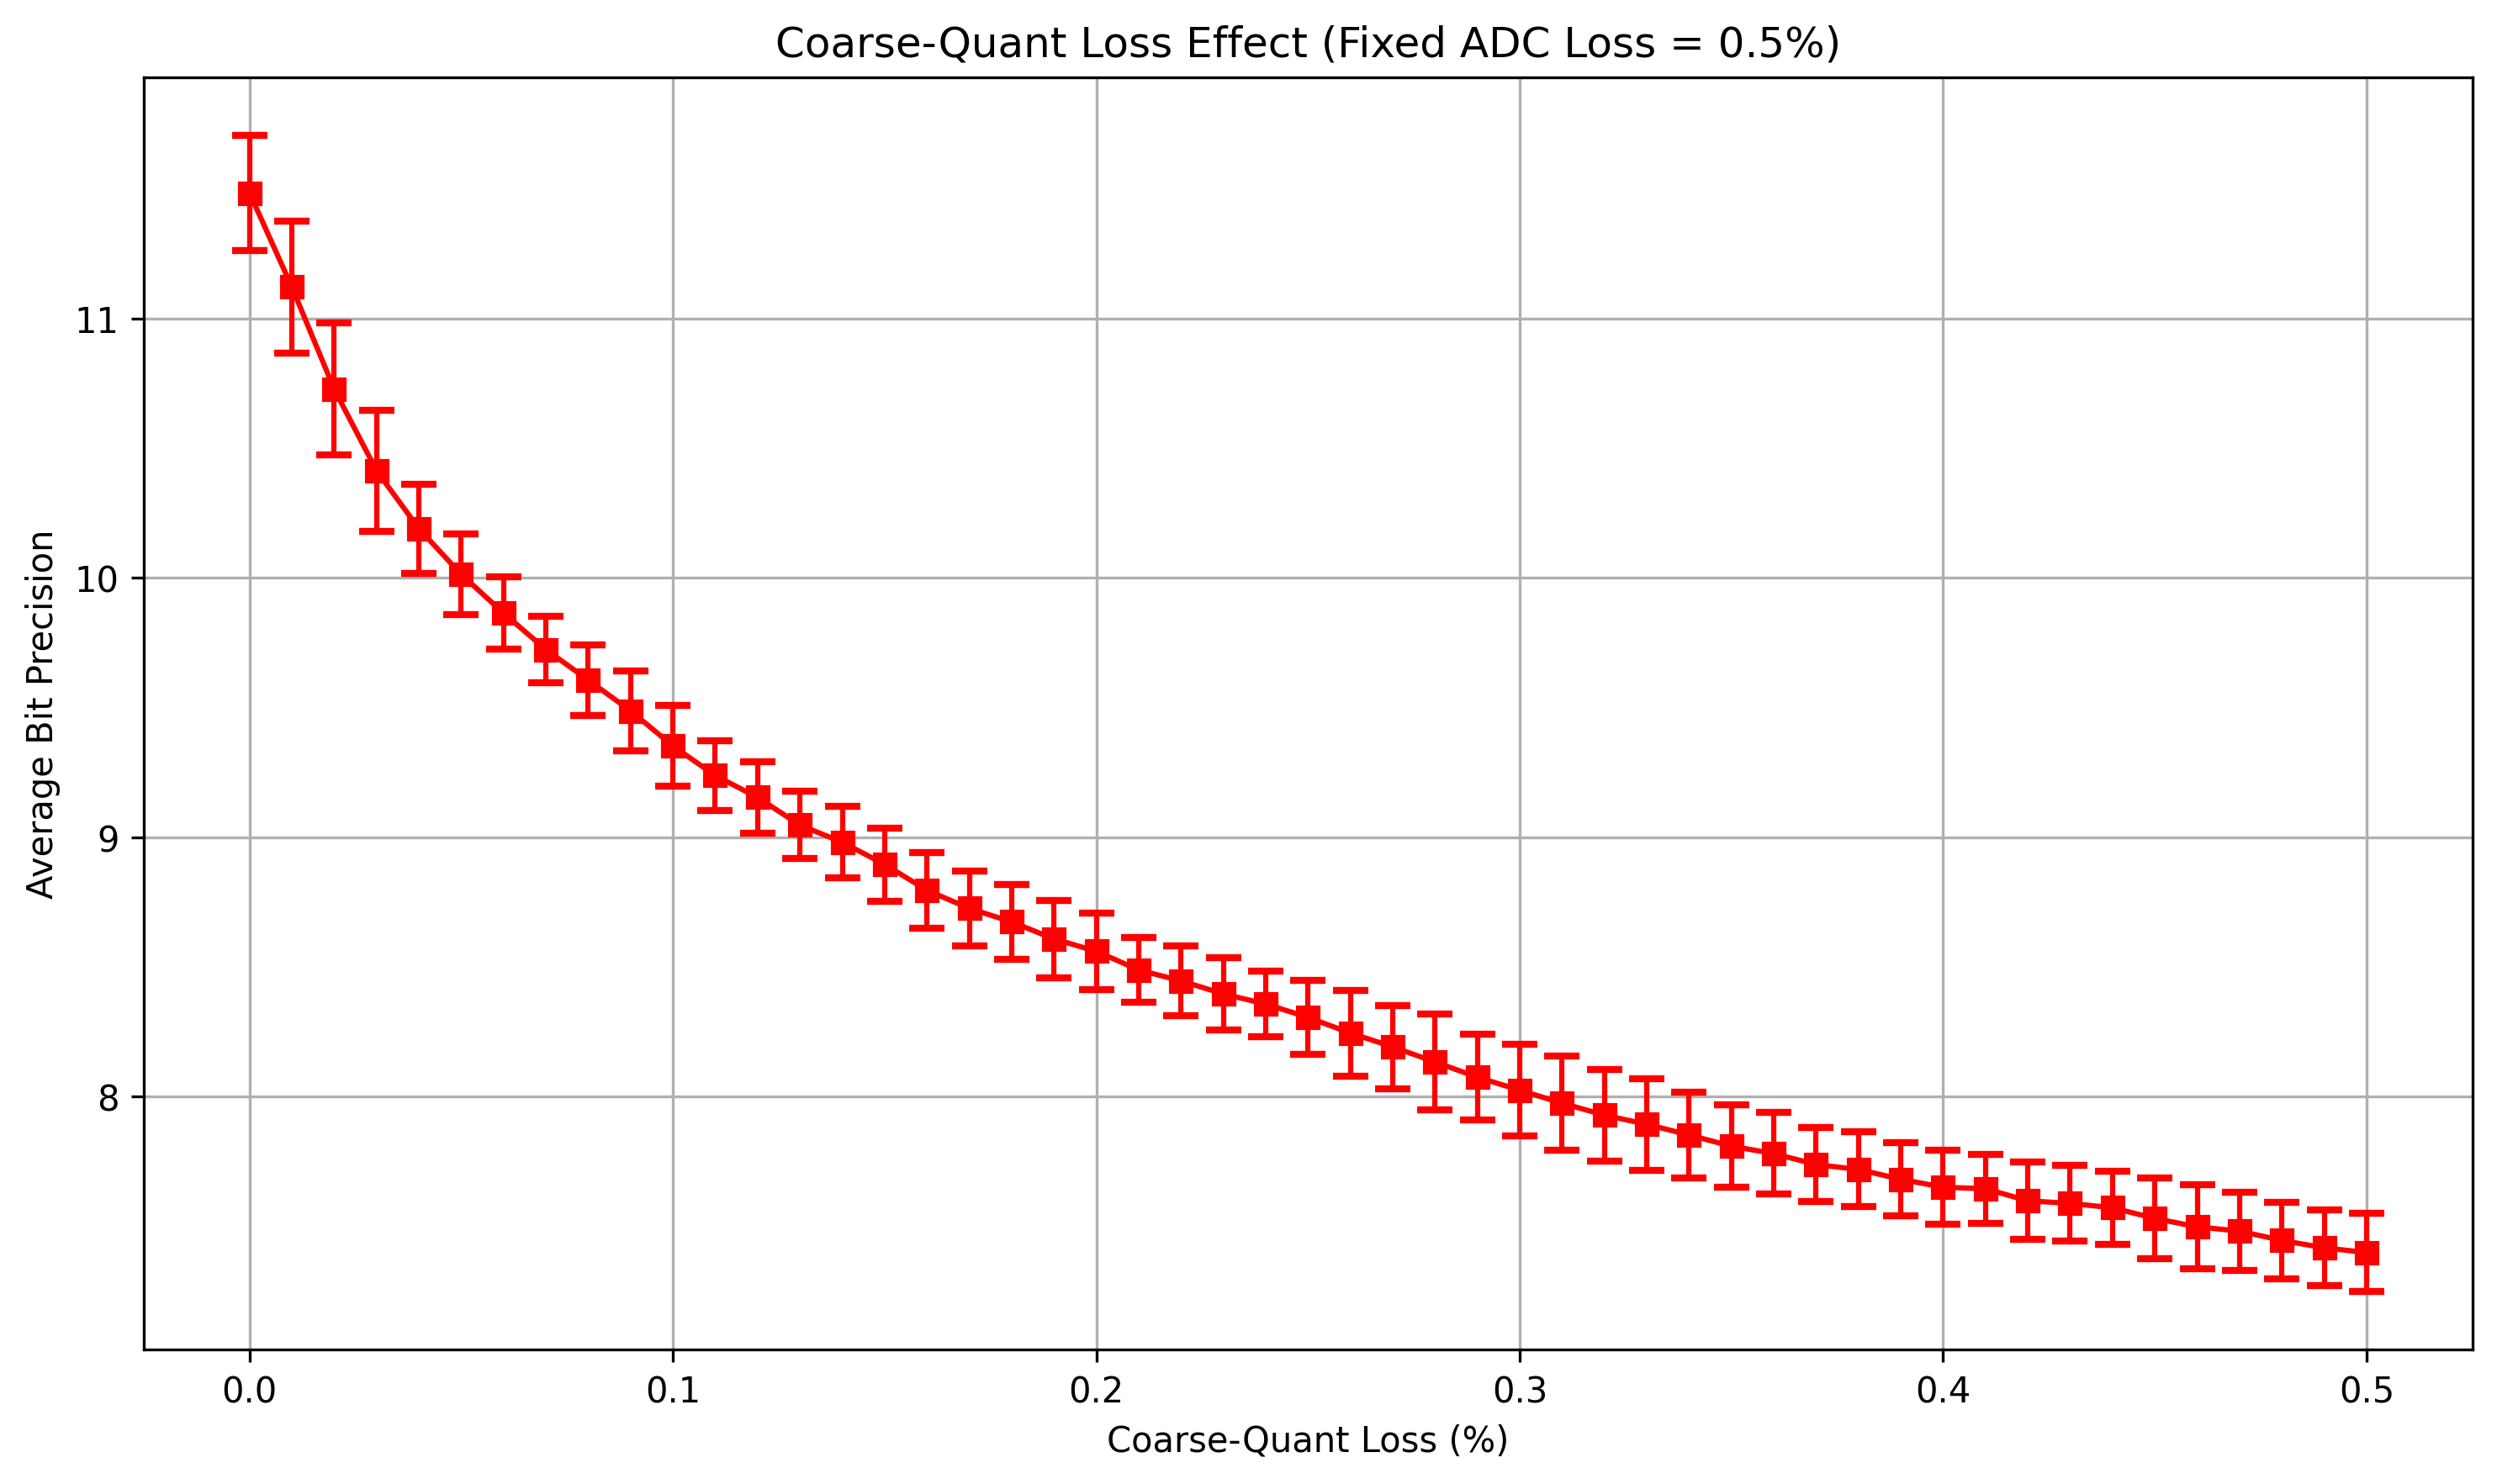 Coarse-Quant Loss Effect (Fixed ADC Loss = 0.5%)
Average Bit Precision
11
10
9
8
0.0 0.1 0.2 0.3 0.4 0.5
Coarse-Quant Loss (%)